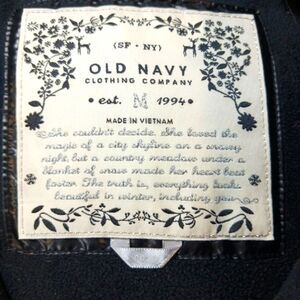 (SF · NY)
OLD NAVY
CLOTHING COMPANY
• est. M 1994 •
MADE IN VIETNAM
She couldn't decide. She loved the
magic of a city skyline on a snowy
night, but a country meadow under a
blanket of snow made her heart beat
faster. The truth is, everything looks
beautiful in winter, including you.